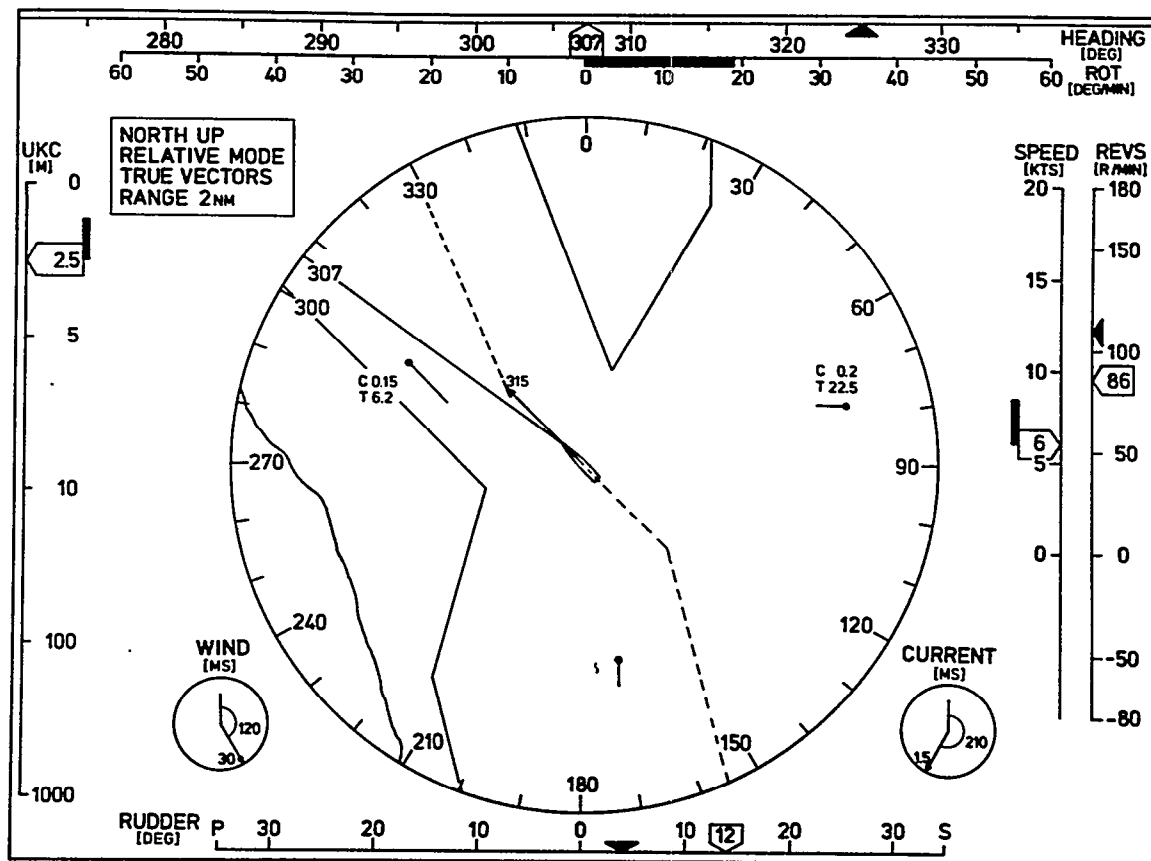 280 290 300 307 310 320 330 HEADING
[DEG]
60 50 40 30 20 10 0 10 20 30 40 50 60 ROT
[DEG/MIN]
NORTH UP
RELATIVE MODE
TRUE VECTORS
RANGE 2NM
UKC
[M]
0
2.5
5
10
100
1000
0
30
60
90
120
150
180
210
240
270
300
307
330
315
C 0.15
T 6.2
C 0.2
T 22.5
S
SPEED
[KTS]
20
15
10
6
5
0
REVS
[R/MIN]
180
150
100
86
50
0
-50
-80
WIND
[MS]
120
30
CURRENT
[MS]
210
1.5
RUDDER
[DEG]
P 30 20 10 0 10 12 20 30 S